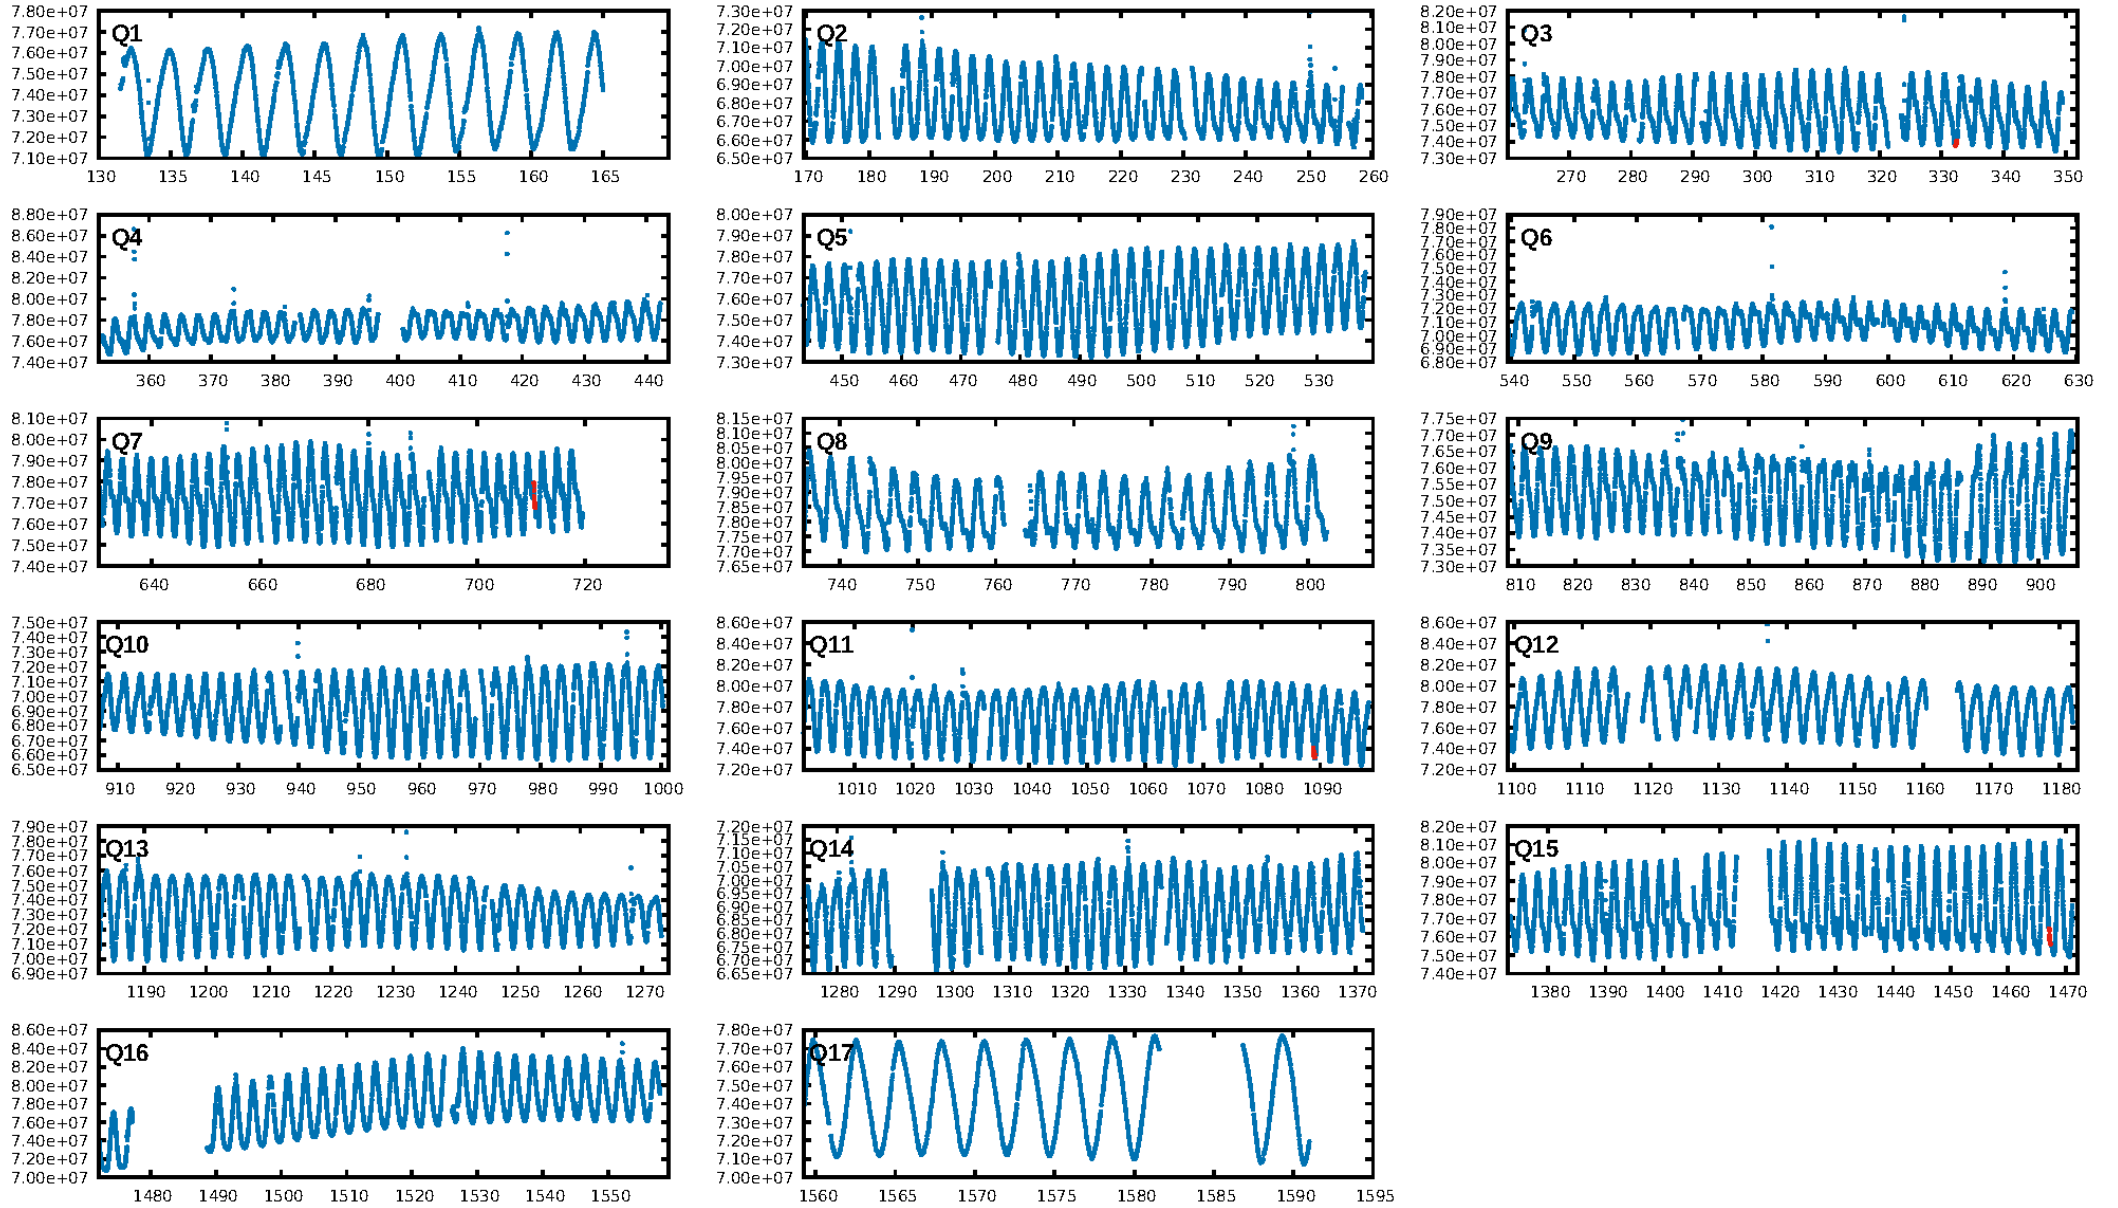 7.80e+07 7.70e+07 7.60e+07 7.50e+07 7.40e+07 7.30e+07 7.20e+07 7.10e+07
Q1
130 135 140 145 150 155 160 165
7.30e+07 7.20e+07 7.10e+07 7.00e+07 6.90e+07 6.80e+07 6.70e+07 6.60e+07 6.50e+07
Q2
170 180 190 200 210 220 230 240 250 260
8.20e+07 8.10e+07 8.00e+07 7.90e+07 7.80e+07 7.70e+07 7.60e+07 7.50e+07 7.40e+07 7.30e+07
Q3
270 280 290 300 310 320 330 340 350
8.80e+07 8.60e+07 8.40e+07 8.20e+07 8.00e+07 7.80e+07 7.60e+07 7.40e+07
Q4
360 370 380 390 400 410 420 430 440
8.00e+07 7.90e+07 7.80e+07 7.70e+07 7.60e+07 7.50e+07 7.40e+07 7.30e+07
Q5
450 460 470 480 490 500 510 520 530
7.90e+07 7.80e+07 7.70e+07 7.60e+07 7.50e+07 7.40e+07 7.30e+07 7.20e+07 7.10e+07 7.00e+07 6.90e+07 6.80e+07
Q6
540 550 560 570 580 590 600 610 620 630
8.10e+07 8.00e+07 7.90e+07 7.80e+07 7.70e+07 7.60e+07 7.50e+07 7.40e+07
Q7
640 660 680 700 720
8.15e+07 8.10e+07 8.05e+07 8.00e+07 7.95e+07 7.90e+07 7.85e+07 7.80e+07 7.75e+07 7.70e+07 7.65e+07
Q8
740 750 760 770 780 790 800
7.75e+07 7.70e+07 7.65e+07 7.60e+07 7.55e+07 7.50e+07 7.45e+07 7.40e+07 7.35e+07 7.30e+07
Q9
810 820 830 840 850 860 870 880 890 900
7.50e+07 7.40e+07 7.30e+07 7.20e+07 7.10e+07 7.00e+07 6.90e+07 6.80e+07 6.70e+07 6.60e+07 6.50e+07
Q10
910 920 930 940 950 960 970 980 990 1000
8.60e+07 8.40e+07 8.20e+07 8.00e+07 7.80e+07 7.60e+07 7.40e+07 7.20e+07
Q11
1010 1020 1030 1040 1050 1060 1070 1080 1090
8.60e+07 8.40e+07 8.20e+07 8.00e+07 7.80e+07 7.60e+07 7.40e+07 7.20e+07
Q12
1100 1110 1120 1130 1140 1150 1160 1170 1180
7.90e+07 7.80e+07 7.70e+07 7.60e+07 7.50e+07 7.40e+07 7.30e+07 7.20e+07 7.10e+07 7.00e+07 6.90e+07
Q13
1190 1200 1210 1220 1230 1240 1250 1260 1270
7.20e+07 7.15e+07 7.10e+07 7.05e+07 7.00e+07 6.95e+07 6.90e+07 6.85e+07 6.80e+07 6.75e+07 6.70e+07 6.65e+07
Q14
1280 1290 1300 1310 1320 1330 1340 1350 1360 1370
8.20e+07 8.10e+07 8.00e+07 7.90e+07 7.80e+07 7.70e+07 7.60e+07 7.50e+07 7.40e+07
Q15
1380 1390 1400 1410 1420 1430 1440 1450 1460 1470
8.60e+07 8.40e+07 8.20e+07 8.00e+07 7.80e+07 7.60e+07 7.40e+07 7.20e+07 7.00e+07
Q16
1480 1490 1500 1510 1520 1530 1540 1550
7.80e+07 7.70e+07 7.60e+07 7.50e+07 7.40e+07 7.30e+07 7.20e+07 7.10e+07 7.00e+07
Q17
1560 1565 1570 1575 1580 1585 1590 1595